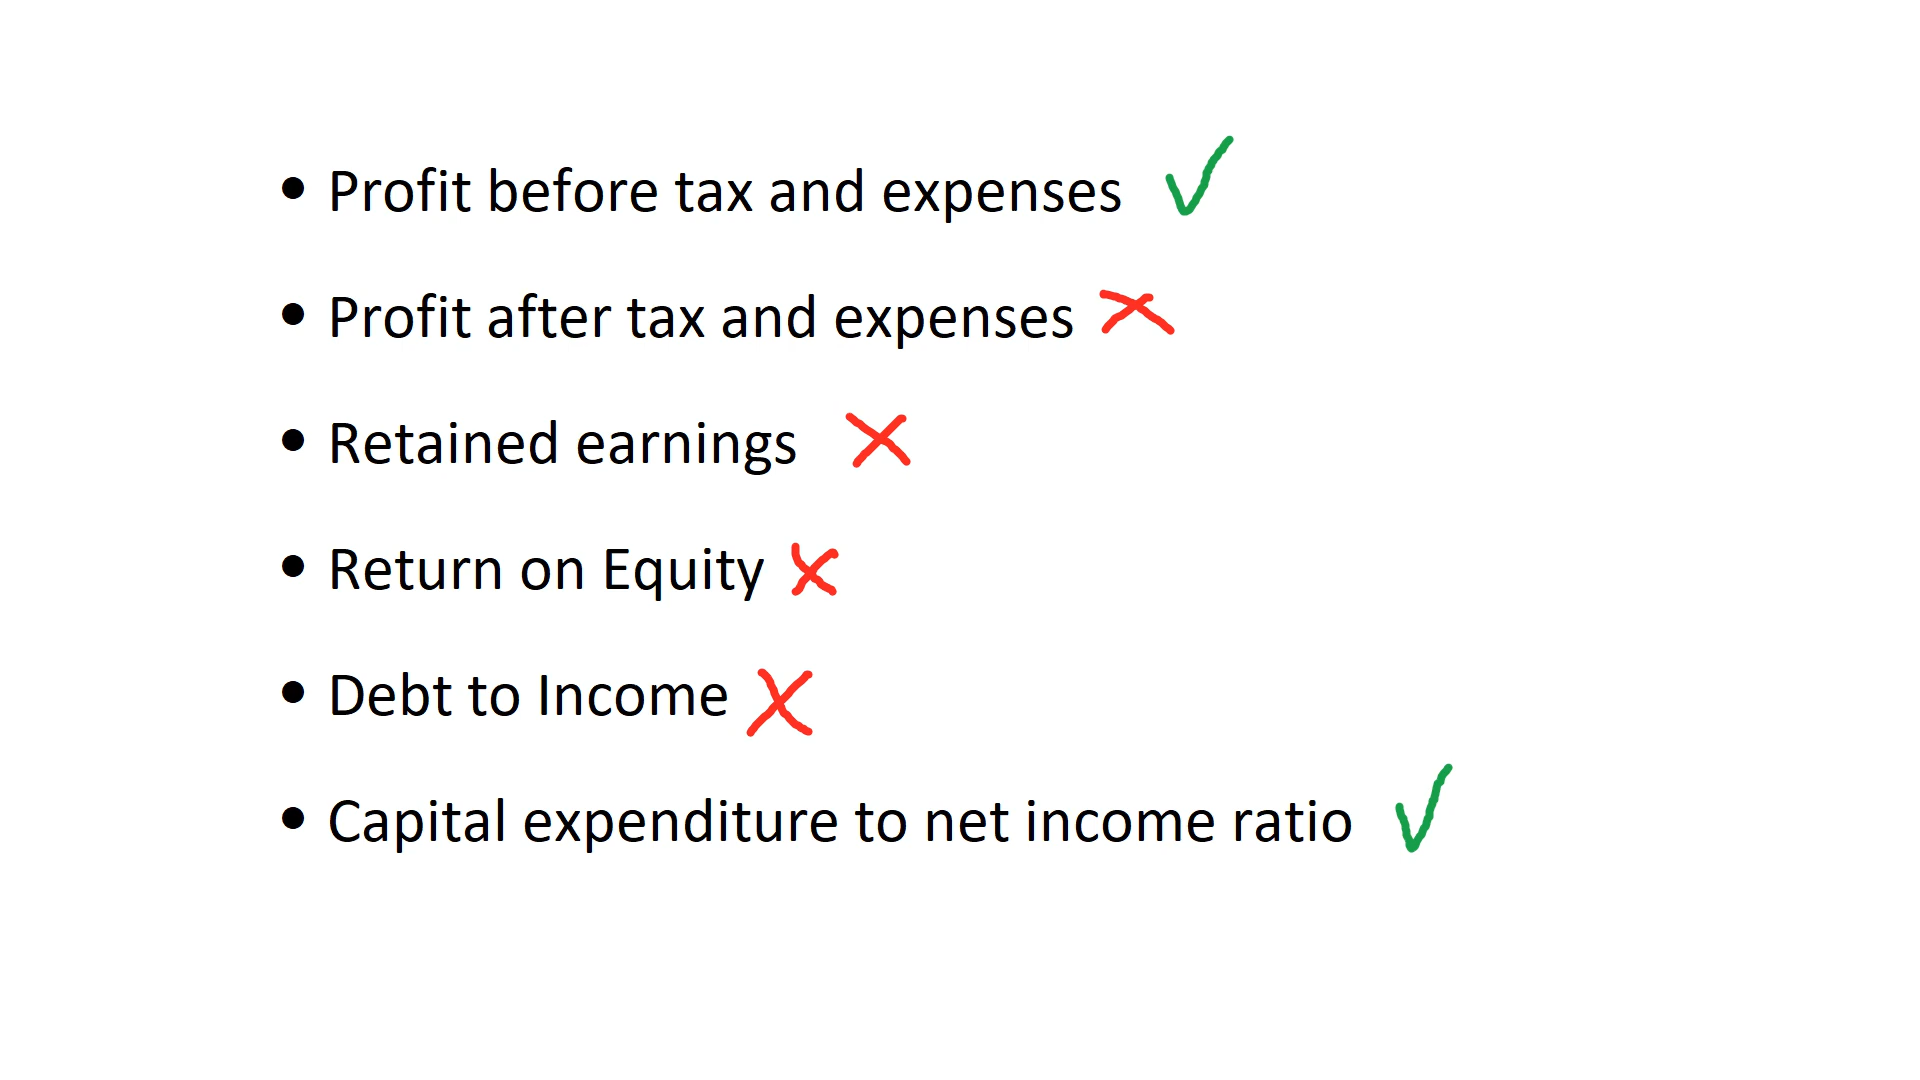 • Profit before tax and expenses ✓
• Profit after tax and expenses ✗
• Retained earnings ✗
• Return on Equity ✗
• Debt to Income ✗
• Capital expenditure to net income ratio ✓